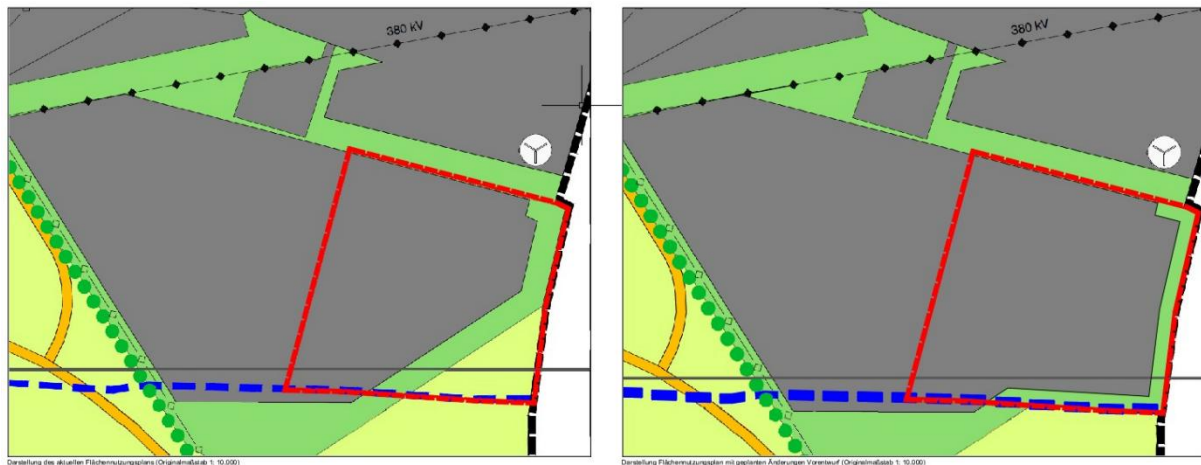 380 kV
380 kV
Darstellung des aktuellen Flächennutzungsplans (Originalmaßstab 1: 10.000)
Darstellung Flächennutzungsplan mit geplanten Änderungen Vorentwurf (Originalmaßstab 1: 10.000)